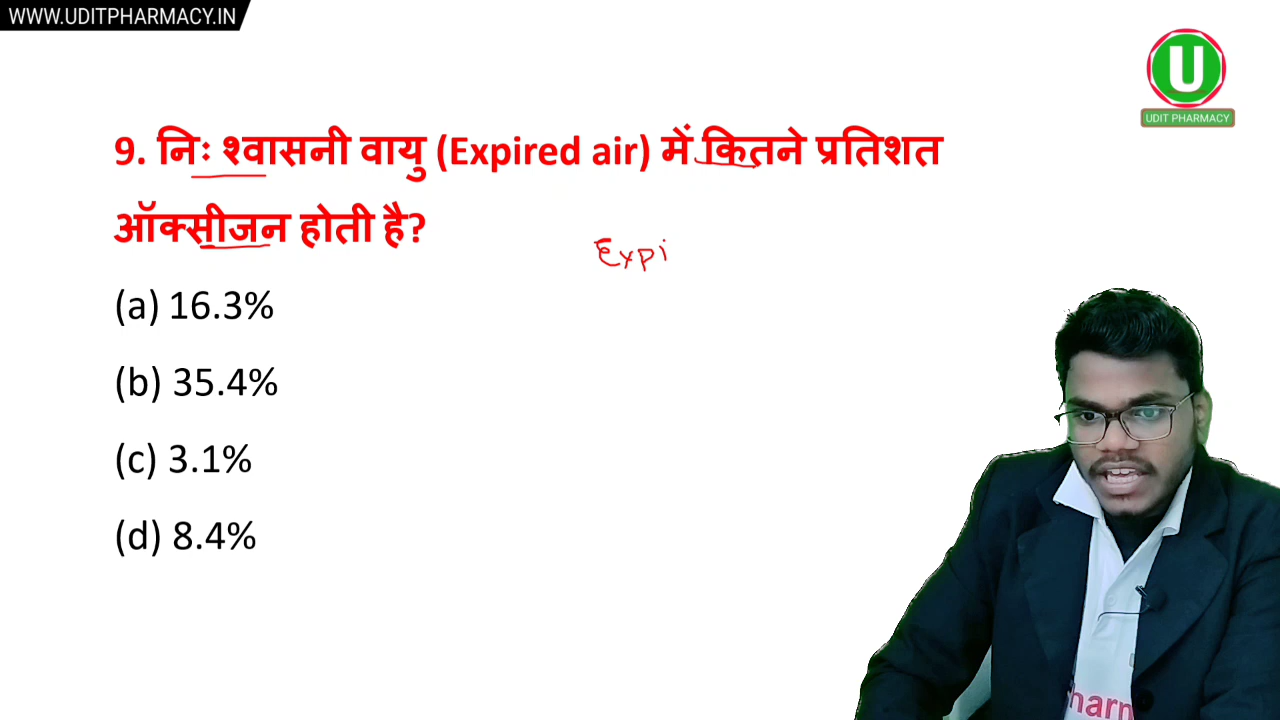 WWW.UDITPHARMACY.IN
U
UDIT PHARMACY
9. निः श्वासनी वायु (Expired air) में कितने प्रतिशत
ऑक्सीजन होती है?
Expi
(a) 16.3%
(b) 35.4%
(c) 3.1%
(d) 8.4%